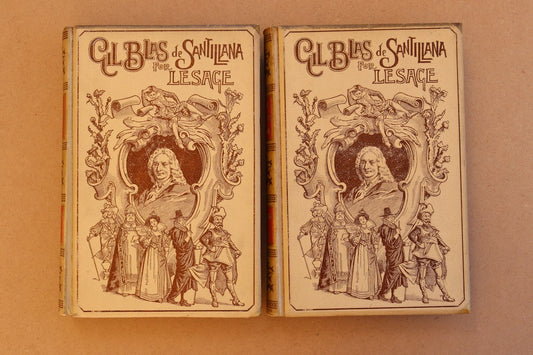 GIL BLAS de SANTILLANA
POR LESAGE
GIL BLAS de SANTILLANA
POR LESAGE